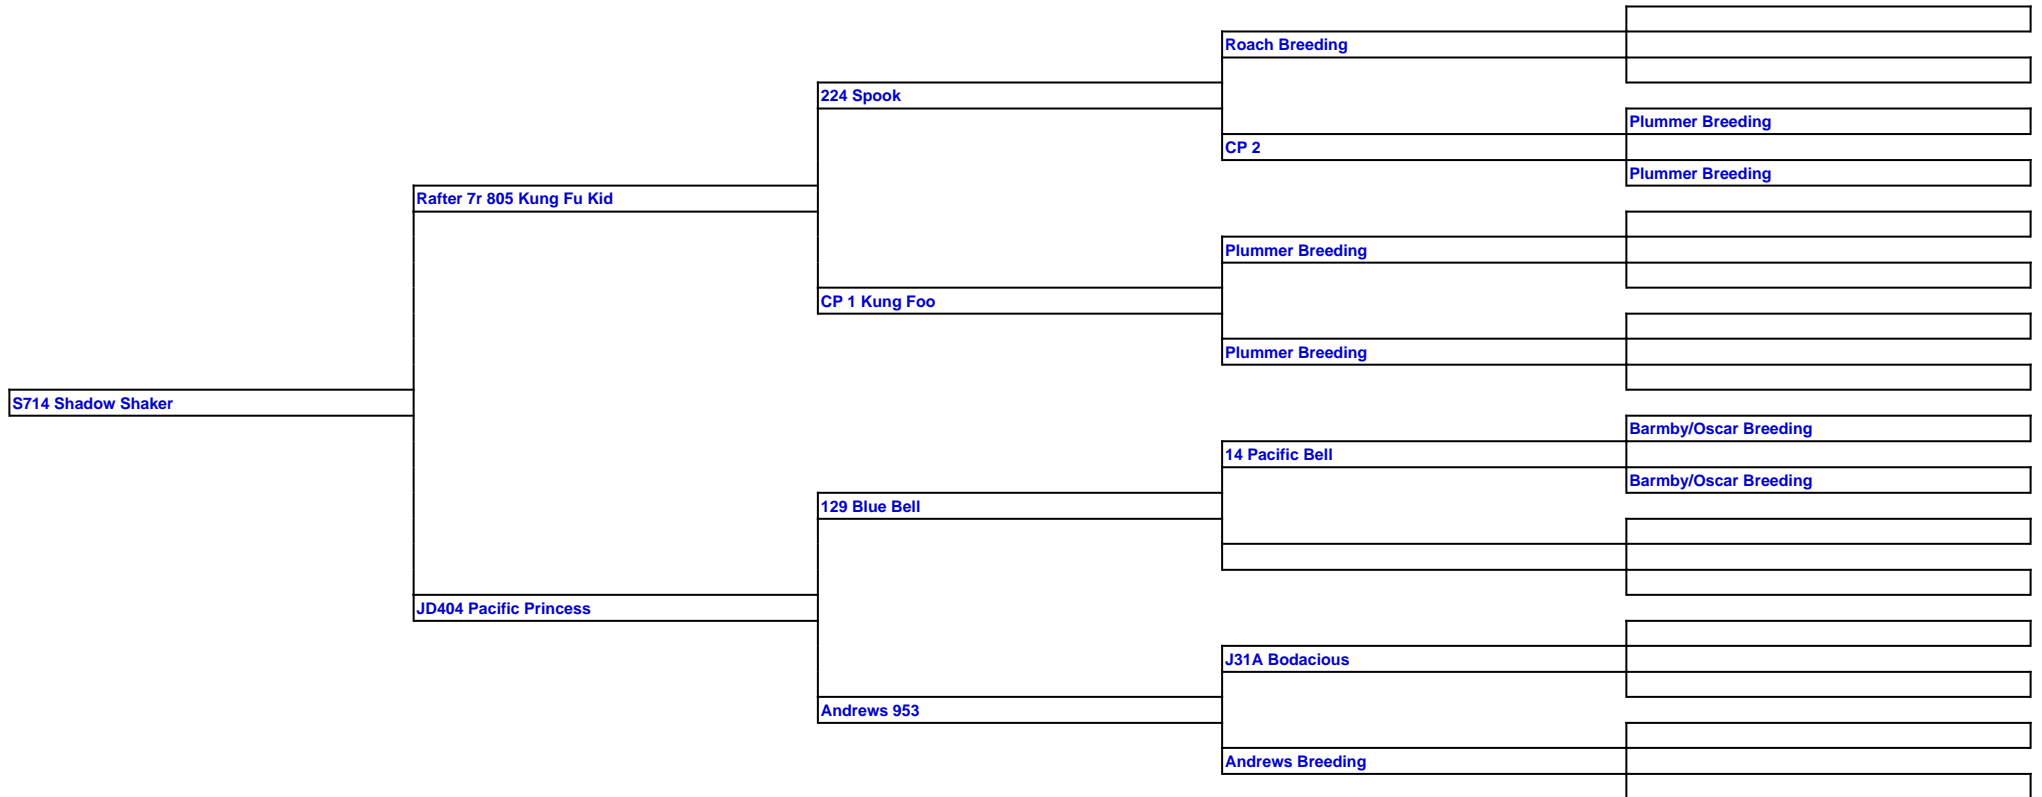 Roach Breeding
224 Spook
Plummer Breeding
CP 2
Plummer Breeding
Rafter 7r 805 Kung Fu Kid
Plummer Breeding
CP 1 Kung Foo
Plummer Breeding
S714 Shadow Shaker
Barmby/Oscar Breeding
14 Pacific Bell
Barmby/Oscar Breeding
129 Blue Bell
JD404 Pacific Princess
J31A Bodacious
Andrews 953
Andrews Breeding